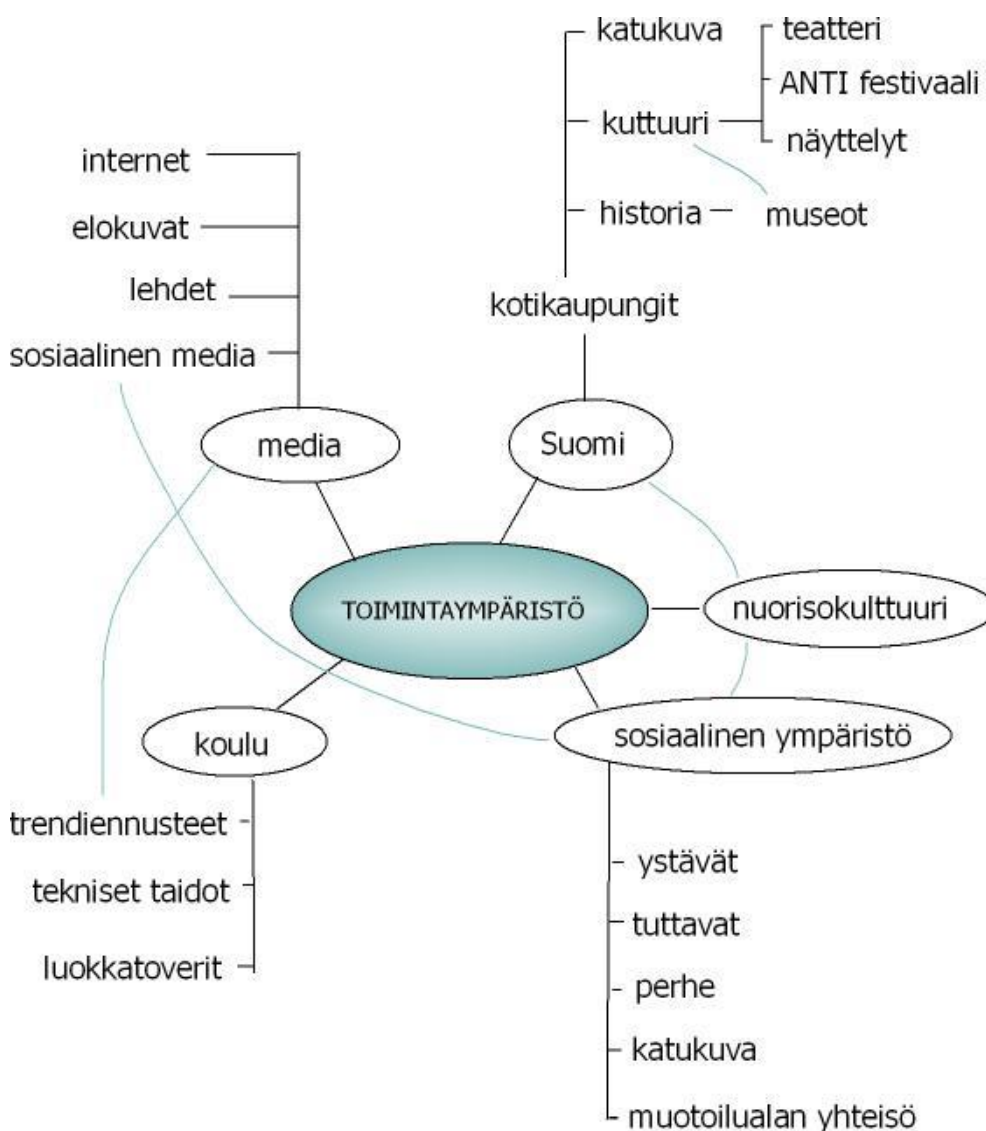 katukuva
teatteri
ANTI festivaali
kuttuuri
näyttelyt
internet
historia
museot
elokuvat
lehdet
kotikaupungit
sosiaalinen media
media
Suomi
TOIMINTAYMPÄRISTÖ
nuorisokulttuuri
koulu
sosiaalinen ympäristö
trendiennusteet
ystävät
tekniset taidot
tuttavat
luokkatoverit
perhe
katukuva
muotoilualan yhteisö